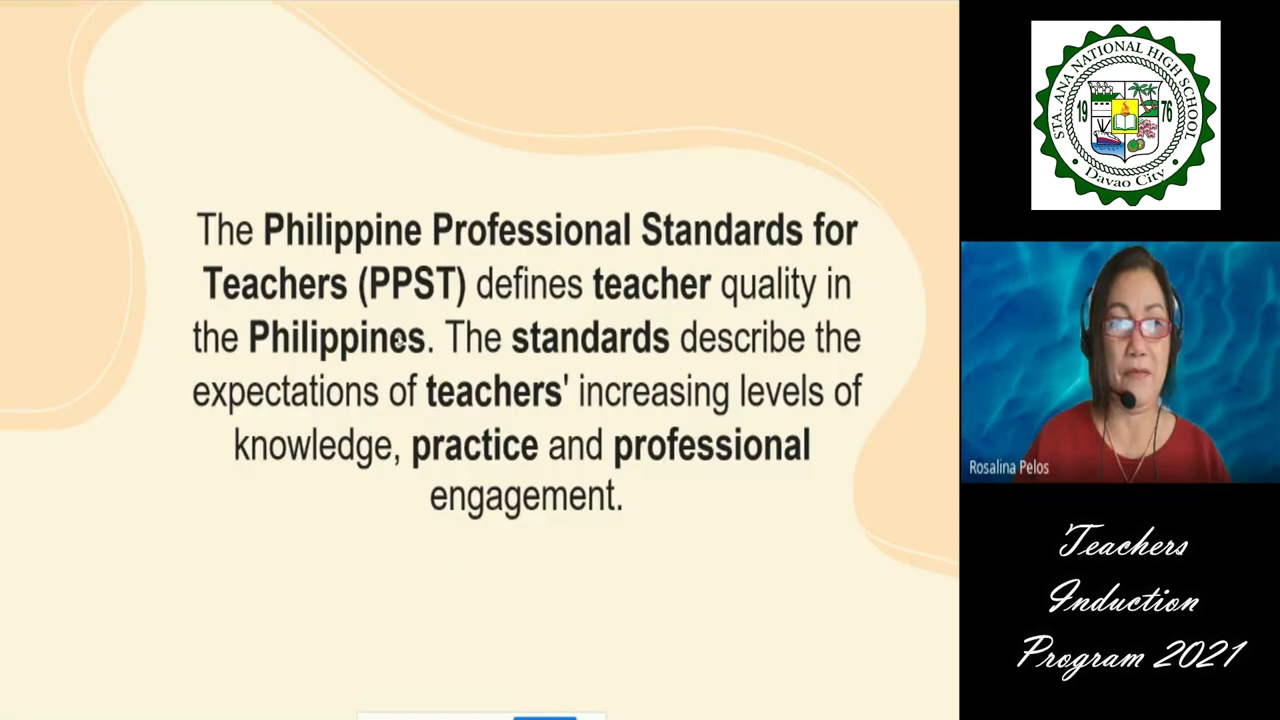 The Philippine Professional Standards for
Teachers (PPST) defines teacher quality in
the Philippines. The standards describe the
expectations of teachers' increasing levels of
knowledge, practice and professional
engagement.
STA. ANA NATIONAL HIGH SCHOOL
19 76
Davao City
Rosalina Pelos
Teachers
Induction
Program 2021